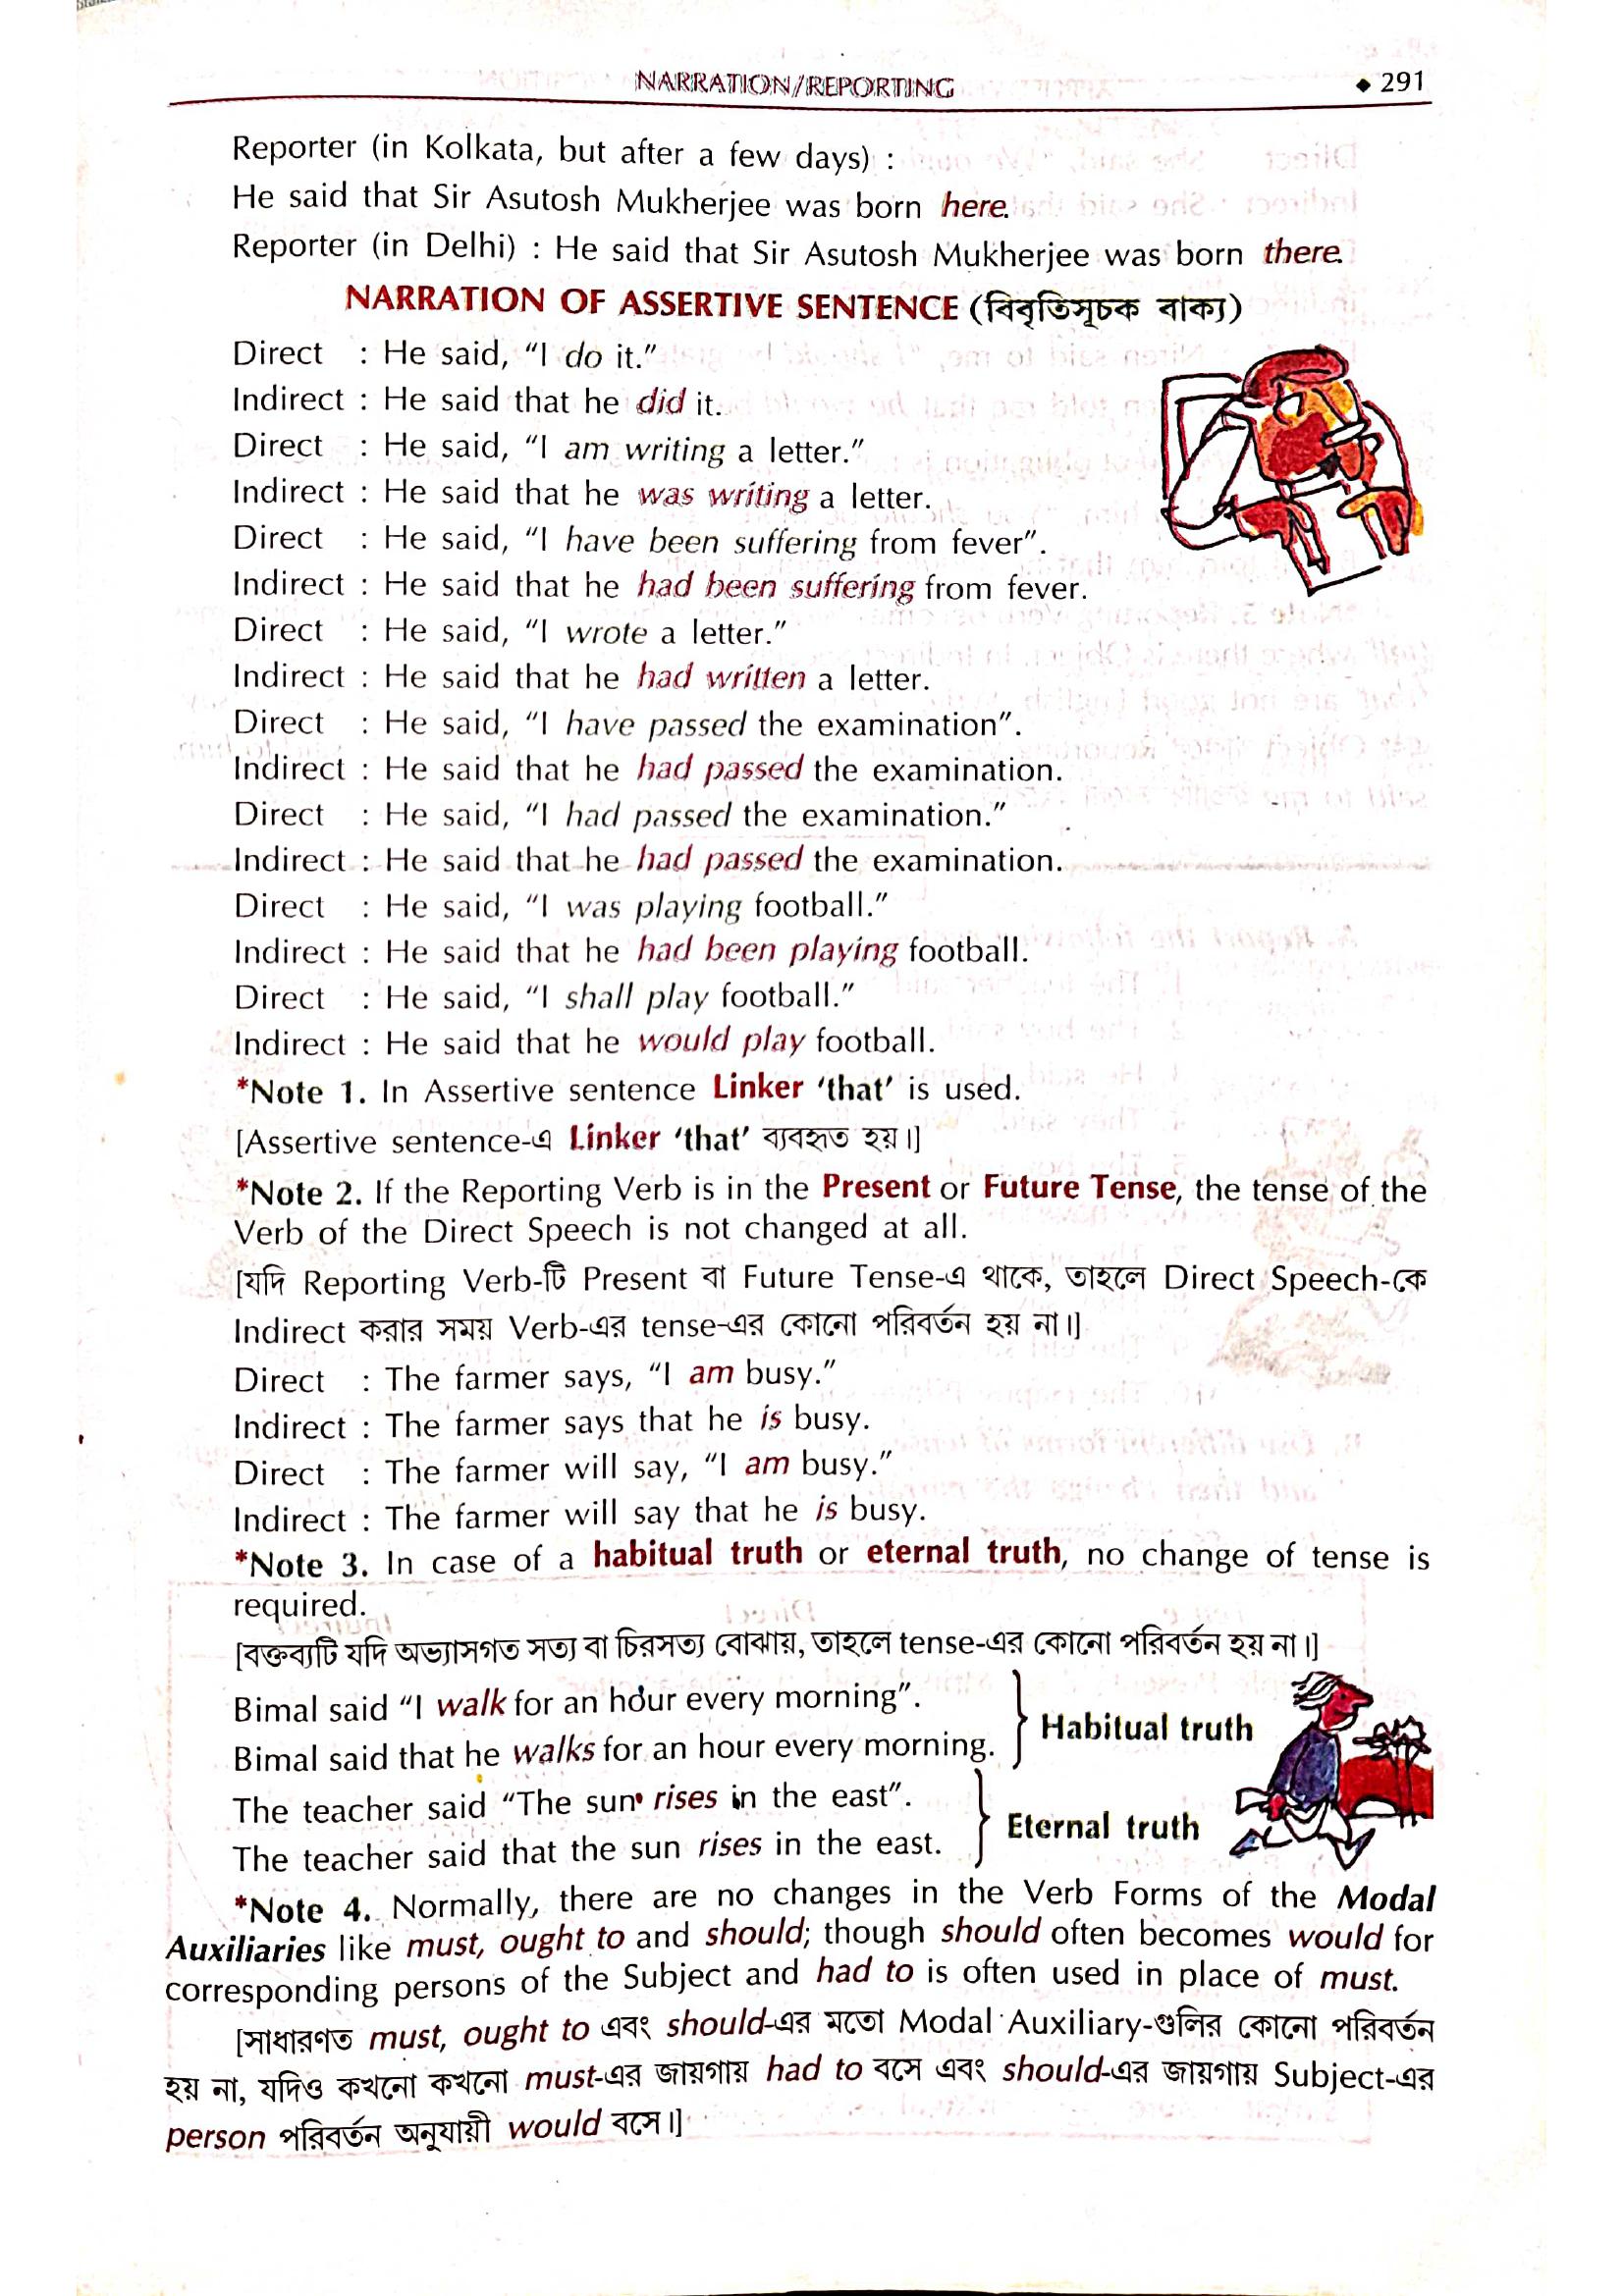 NARRATION/REPORTING ◆ 291
Reporter (in Kolkata, but after a few days) :
He said that Sir Asutosh Mukherjee was born here.
Reporter (in Delhi) : He said that Sir Asutosh Mukherjee was born there.
NARRATION OF ASSERTIVE SENTENCE (বিবৃতিসূচক বাক্য)
Direct : He said, “I do it.”
Indirect : He said that he did it.
Direct : He said, “I am writing a letter.”
Indirect : He said that he was writing a letter.
Direct : He said, “I have been suffering from fever”.
Indirect : He said that he had been suffering from fever.
Direct : He said, “I wrote a letter.”
Indirect : He said that he had written a letter.
Direct : He said, “I have passed the examination”.
Indirect : He said that he had passed the examination.
Direct : He said, “I had passed the examination.”
Indirect : He said that he had passed the examination.
Direct : He said, “I was playing football.”
Indirect : He said that he had been playing football.
Direct : He said, “I shall play football.”
Indirect : He said that he would play football.
*Note 1. In Assertive sentence Linker ‘that’ is used.
[Assertive sentence-এ Linker ‘that’ ব্যবহৃত হয়।]
*Note 2. If the Reporting Verb is in the Present or Future Tense, the tense of the
Verb of the Direct Speech is not changed at all.
[যদি Reporting Verb-টি Present বা Future Tense-এ থাকে, তাহলে Direct Speech-কে
Indirect করার সময় Verb-এর tense-এর কোনো পরিবর্তন হয় না।]
Direct : The farmer says, “I am busy.”
Indirect : The farmer says that he is busy.
Direct : The farmer will say, “I am busy.”
Indirect : The farmer will say that he is busy.
*Note 3. In case of a habitual truth or eternal truth, no change of tense is
required.
[বক্তব্যটি যদি অভ্যাসগত সত্য বা চিরসত্য বোঝায়, তাহলে tense-এর কোনো পরিবর্তন হয় না।]
Bimal said “I walk for an hour every morning”.
Bimal said that he walks for an hour every morning. } Habitual truth
The teacher said “The sun rises in the east”.
The teacher said that the sun rises in the east. } Eternal truth
*Note 4. Normally, there are no changes in the Verb Forms of the Modal
Auxiliaries like must, ought to and should; though should often becomes would for
corresponding persons of the Subject and had to is often used in place of must.
[সাধারণত must, ought to এবং should-এর মতো Modal Auxiliary-গুলির কোনো পরিবর্তন
হয় না, যদিও কখনো কখনো must-এর জায়গায় had to বসে এবং should-এর জায়গায় Subject-এর
person পরিবর্তন অনুযায়ী would বসে।]